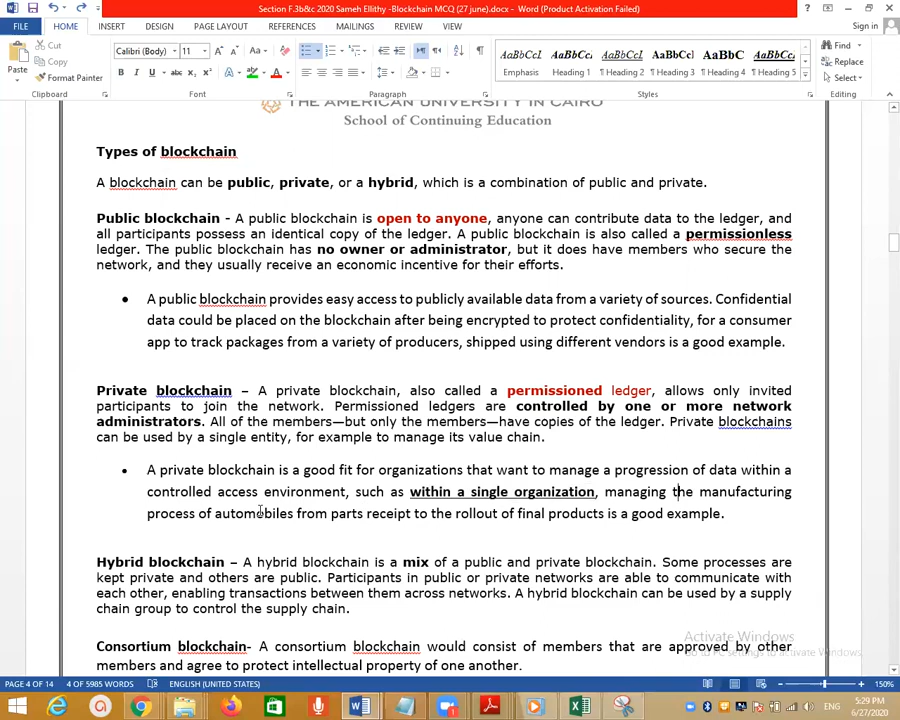 Section F.3b&c 2020 Sameh Ellithy -Blockchain MCQ (27 june).docx - Word (Product Activation Failed)
FILE HOME INSERT DESIGN PAGE LAYOUT REFERENCES MAILINGS REVIEW VIEW Sign in
Cut
Copy
Format Painter
Paste
Calibri (Body) 11
AaBbCcI AaBbCc AaBbCcL AaBbCcI AaBbC AaBbCcL
Emphasis Heading 1 ¶ Heading 2 ¶ Heading 3 ¶ Heading 4 ¶ Heading 5
Find
Replace
Select
Clipboard Font Paragraph Styles Editing
THE AMERICAN UNIVERSITY IN CAIRO
School of Continuing Education
Types of blockchain
A blockchain can be public, private, or a hybrid, which is a combination of public and private.
Public blockchain - A public blockchain is open to anyone, anyone can contribute data to the ledger, and
all participants possess an identical copy of the ledger. A public blockchain is also called a permissionless
ledger. The public blockchain has no owner or administrator, but it does have members who secure the
network, and they usually receive an economic incentive for their efforts.
• A public blockchain provides easy access to publicly available data from a variety of sources. Confidential
data could be placed on the blockchain after being encrypted to protect confidentiality, for a consumer
app to track packages from a variety of producers, shipped using different vendors is a good example.
Private blockchain – A private blockchain, also called a permissioned ledger, allows only invited
participants to join the network. Permissioned ledgers are controlled by one or more network
administrators. All of the members—but only the members—have copies of the ledger. Private blockchains
can be used by a single entity, for example to manage its value chain.
• A private blockchain is a good fit for organizations that want to manage a progression of data within a
controlled access environment, such as within a single organization, managing the manufacturing
process of automobiles from parts receipt to the rollout of final products is a good example.
Hybrid blockchain – A hybrid blockchain is a mix of a public and private blockchain. Some processes are
kept private and others are public. Participants in public or private networks are able to communicate with
each other, enabling transactions between them across networks. A hybrid blockchain can be used by a supply
chain group to control the supply chain.
Consortium blockchain- A consortium blockchain would consist of members that are approved by other
members and agree to protect intellectual property of one another.
Activate Windows
Go to PC settings to activate Windows.
PAGE 4 OF 14 4 OF 5985 WORDS ENGLISH (UNITED STATES) 150%
ENG 5:29 PM
6/27/2020